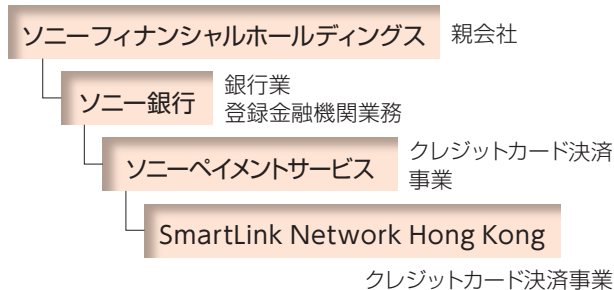 ソニーフィナンシャルホールディングス 親会社
ソニー銀行
銀行業
登録金融機関業務
ソニーペイメントサービス
クレジットカード決済
事業
SmartLink Network Hong Kong
クレジットカード決済事業